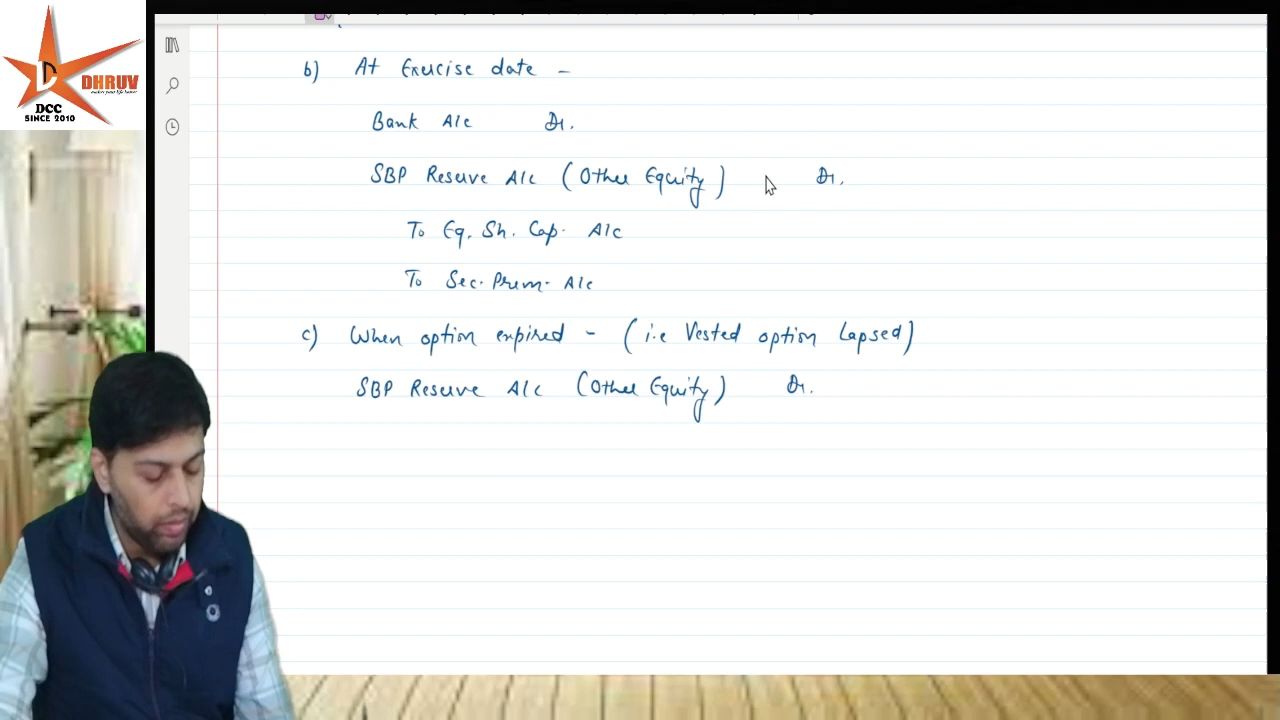 DHRUV
DCC
SINCE 2010
b) At Exercise date -
Bank A/c Dr.
SBP Reserve A/c (Other Equity) Dr.
To Eq. Sh. Cap. A/c
To Sec. Prem. A/c
c) When option expired - (i.e Vested option Lapsed)
SBP Reserve A/c (Other Equity) Dr.